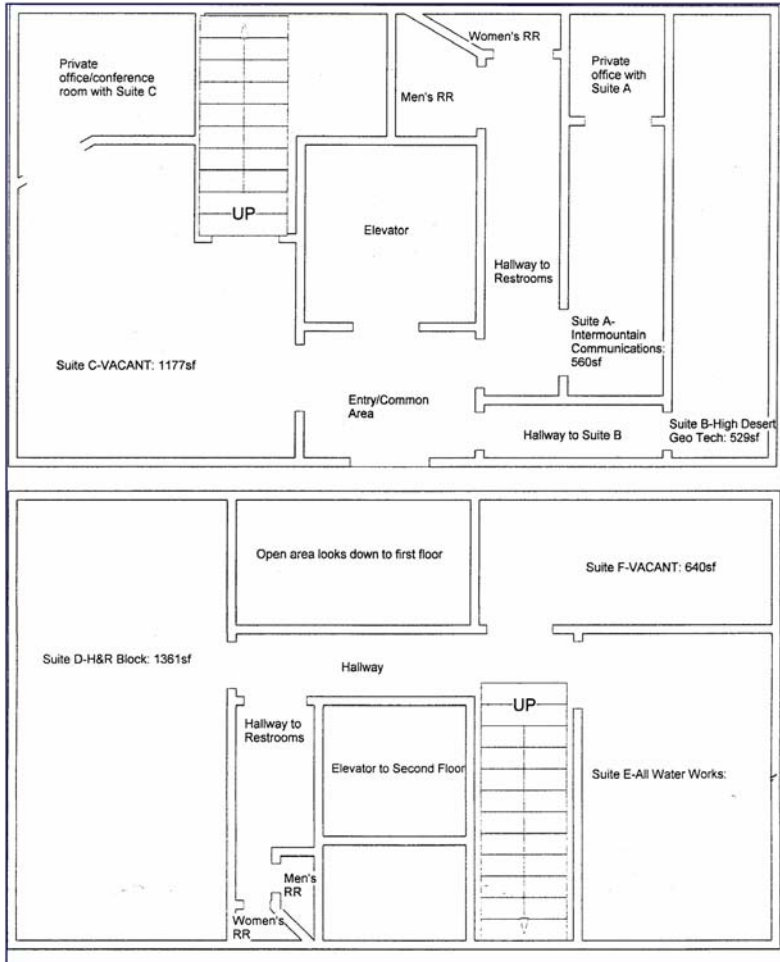 Women's RR
Private
office/conference
room with Suite C
Private
office with
Suite A
Men's RR
UP
Elevator
Hallway to
Restrooms
Suite A-
Intermountain
Communications:
560sf
Suite C-VACANT: 1177sf
Entry/Common
Area
Hallway to Suite B
Suite B-High Desert
Geo Tech: 529sf
Open area looks down to first floor
Suite F-VACANT: 640sf
Suite D-H&R Block: 1361sf
Hallway
UP
Hallway to
Restrooms
Elevator to Second Floor
Suite E-All Water Works:
Men's
RR
Women's
RR